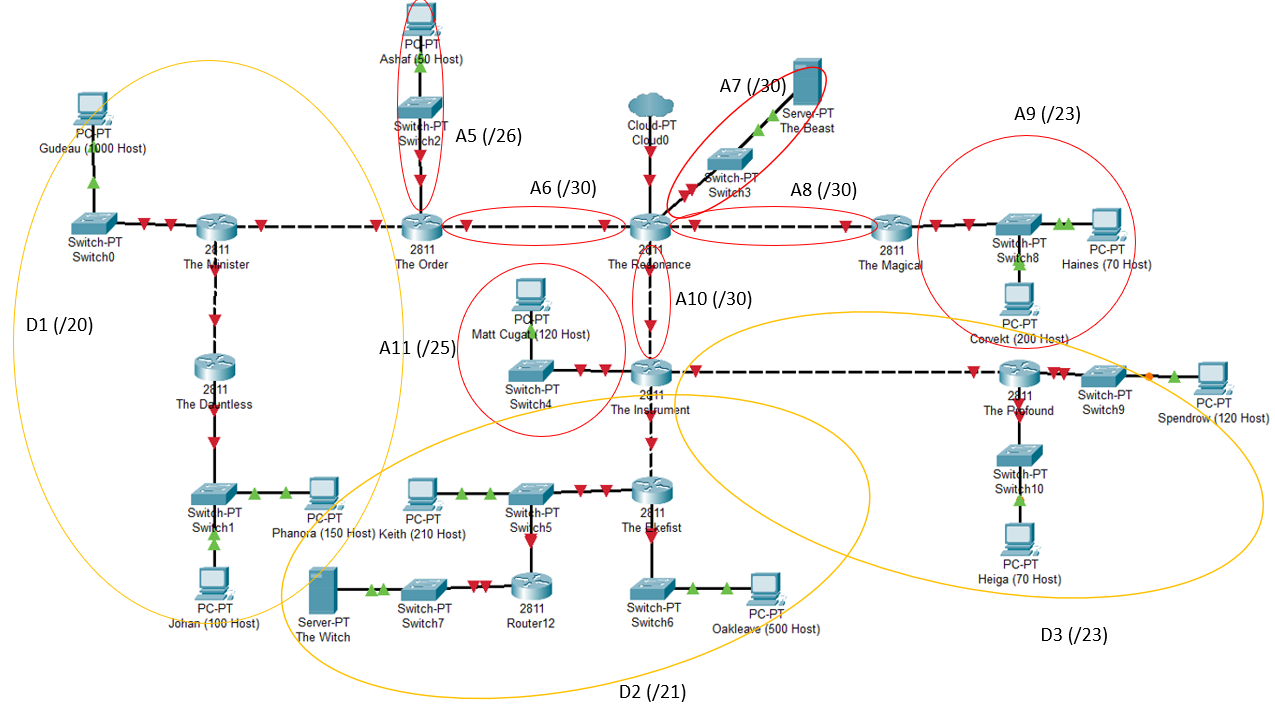 PC-PT
Ashaf (50 Host)
Switch-PT
Switch2
A5 (/26)
PC-PT
Gudeau (1000 Host)
Switch-PT
Switch0
2811
The Minister
2811
The Order
A6 (/30)
Cloud-PT
Cloud0
A7 (/30)
Server-PT
The Beast
Switch-PT
Switch3
A8 (/30)
2811
The Resonance
2811
The Magical
A9 (/23)
Switch-PT
Switch8
PC-PT
Haines (70 Host)
PC-PT
Corvekt (200 Host)
D1 (/20)
2811
The Dauntless
Switch-PT
Switch1
PC-PT
Phanora (150 Host)
PC-PT
Johan (100 Host)
A10 (/30)
PC-PT
Matt Cugat (120 Host)
A11 (/25)
Switch-PT
Switch4
2811
The Instrument
2811
The Profound
Switch-PT
Switch9
PC-PT
Spendrow (120 Host)
Switch-PT
Switch10
PC-PT
Heiga (70 Host)
D3 (/23)
PC-PT
Keith (210 Host)
Switch-PT
Switch5
2811
The Ekefist
Server-PT
The Witch
Switch-PT
Switch7
2811
Router12
Switch-PT
Switch6
PC-PT
Oakleave (500 Host)
D2 (/21)